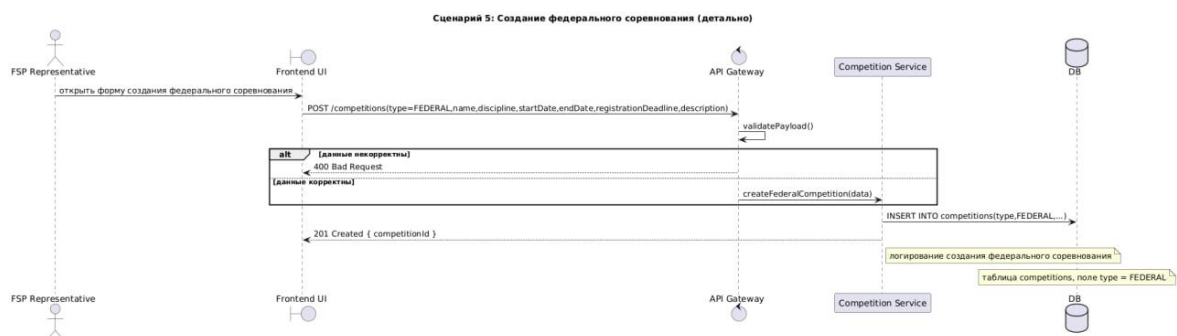 Сценарий 5: Создание федерального соревнования (детально)
FSP Representative
Frontend UI
API Gateway
Competition Service
DB
открыть форму создания федерального соревнования
POST /competitions(type=FEDERAL,name,discipline,startDate,endDate,registrationDeadline,description)
validatePayload()
alt [данные некорректны]
400 Bad Request
[данные корректны]
createFederalCompetition(data)
INSERT INTO competitions(type,FEDERAL,...)
201 Created { competitionId }
логирование создания федерального соревнования
таблица competitions, поле type = FEDERAL
FSP Representative
Frontend UI
API Gateway
Competition Service
DB